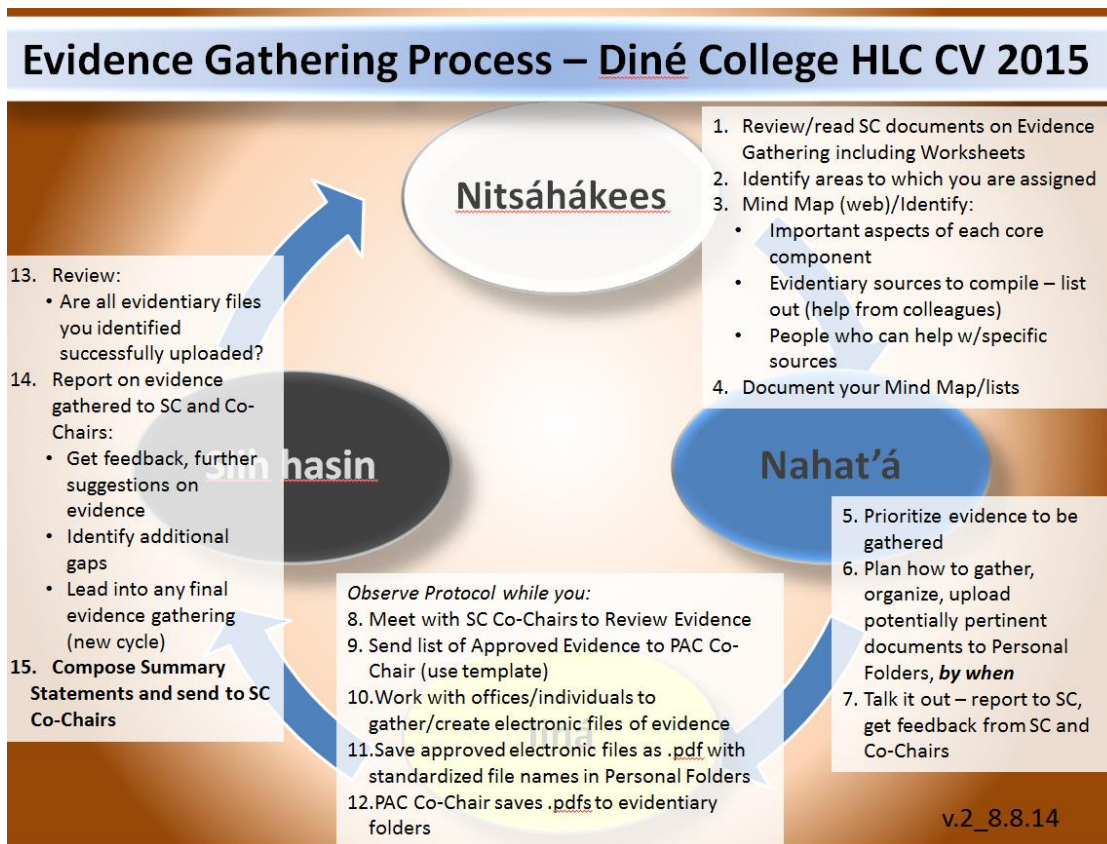 Evidence Gathering Process – Diné College HLC CV 2015
Nitsáhákees
1. Review/read SC documents on Evidence
Gathering including Worksheets
2. Identify areas to which you are assigned
3. Mind Map (web)/Identify:
• Important aspects of each core
component
• Evidentiary sources to compile – list
out (help from colleagues)
• People who can help w/specific
sources
4. Document your Mind Map/lists
Nahat’á
5. Prioritize evidence to be
gathered
6. Plan how to gather,
organize, upload
potentially pertinent
documents to Personal
Folders, by when
7. Talk it out – report to SC,
get feedback from SC and
Co-Chairs
Observe Protocol while you:
8. Meet with SC Co-Chairs to Review Evidence
9. Send list of Approved Evidence to PAC Co-
Chair (use template)
10.Work with offices/individuals to
gather/create electronic files of evidence
11.Save approved electronic files as .pdf with
standardized file names in Personal Folders
12.PAC Co-Chair saves .pdfs to evidentiary
folders
hasin
13. Review:
• Are all evidentiary files
you identified
successfully uploaded?
14. Report on evidence
gathered to SC and Co-
Chairs:
• Get feedback, further
suggestions on
evidence
• Identify additional
gaps
• Lead into any final
evidence gathering
(new cycle)
15. Compose Summary
Statements and send to SC
Co-Chairs
v.2_8.8.14